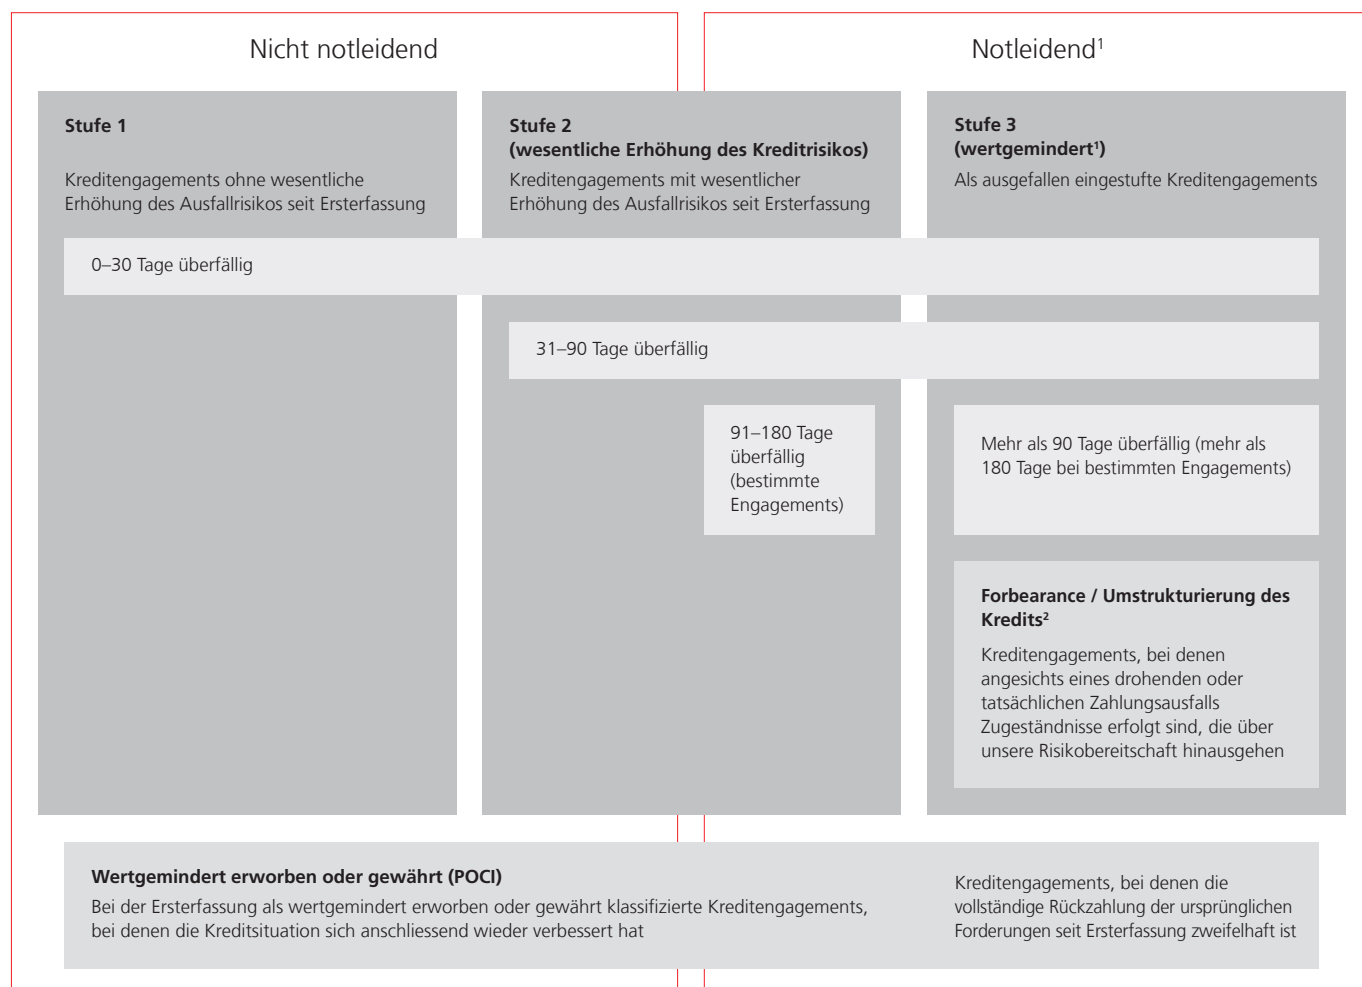 Nicht notleidend
Notleidend¹
Stufe 1
Kreditengagements ohne wesentliche
Erhöhung des Ausfallrisikos seit Ersterfassung
Stufe 2
(wesentliche Erhöhung des Kreditrisikos)
Kreditengagements mit wesentlicher
Erhöhung des Ausfallrisikos seit Ersterfassung
Stufe 3
(wertgemindert¹)
Als ausgefallen eingestufte Kreditengagements
0–30 Tage überfällig
31–90 Tage überfällig
91–180 Tage
überfällig
(bestimmte
Engagements)
Mehr als 90 Tage überfällig (mehr als
180 Tage bei bestimmten Engagements)
Forbearance / Umstrukturierung des
Kredits²
Kreditengagements, bei denen
angesichts eines drohenden oder
tatsächlichen Zahlungsausfalls
Zugeständnisse erfolgt sind, die über
unsere Risikobereitschaft hinausgehen
Wertgemindert erworben oder gewährt (POCI)
Bei der Ersterfassung als wertgemindert erworben oder gewährt klassifizierte Kreditengagements,
bei denen die Kreditsituation sich anschliessend wieder verbessert hat
Kreditengagements, bei denen die
vollständige Rückzahlung der ursprünglichen
Forderungen seit Ersterfassung zweifelhaft ist